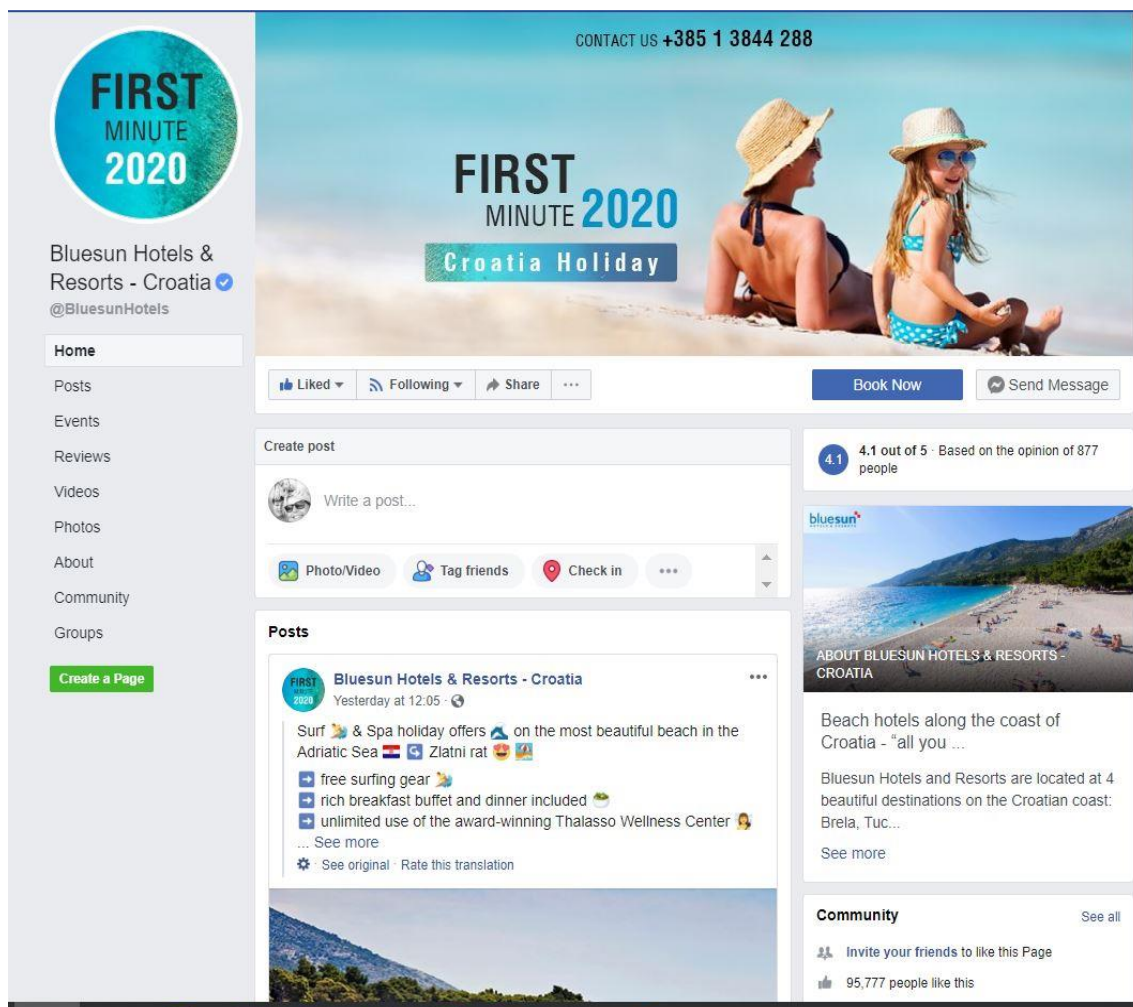 FIRST
MINUTE
2020
Bluesun Hotels &
Resorts - Croatia
@BluesunHotels
Home
Posts
Events
Reviews
Videos
Photos
About
Community
Groups
Create a Page
CONTACT US +385 1 3844 288
FIRST
MINUTE 2020
Croatia Holiday
Liked
Following
Share
...
Book Now
Send Message
Create post
Write a post...
Photo/Video
Tag friends
Check in
...
Posts
FIRST
MINUTE
2020
Bluesun Hotels & Resorts - Croatia
...
Yesterday at 12:05 ·
Surf 🏄 & Spa holiday offers 🌊 on the most beautiful beach in the
Adriatic Sea 🇭🇷 Zlatni rat 😍
➡ free surfing gear 🏄
➡ rich breakfast buffet and dinner included 🥗
➡ unlimited use of the award-winning Thalasso Wellness Center
... See more
· See original · Rate this translation
4.1
4.1 out of 5 · Based on the opinion of 877
people
bluesun
ABOUT BLUESUN HOTELS & RESORTS -
CROATIA
Beach hotels along the coast of
Croatia - "all you ...
Bluesun Hotels and Resorts are located at 4
beautiful destinations on the Croatian coast:
Brela, Tuc...
See more
Community
See all
Invite your friends to like this Page
95,777 people like this